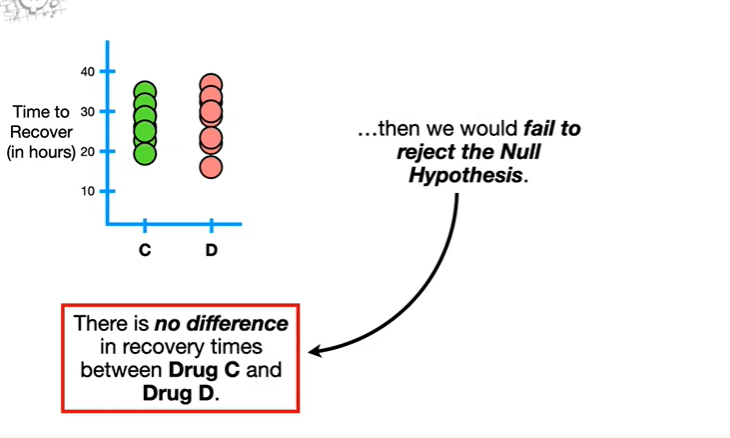 40
30
20
10
Time to
Recover
(in hours)
C
D
...then we would fail to
reject the Null
Hypothesis.
There is no difference
in recovery times
between Drug C and
Drug D.